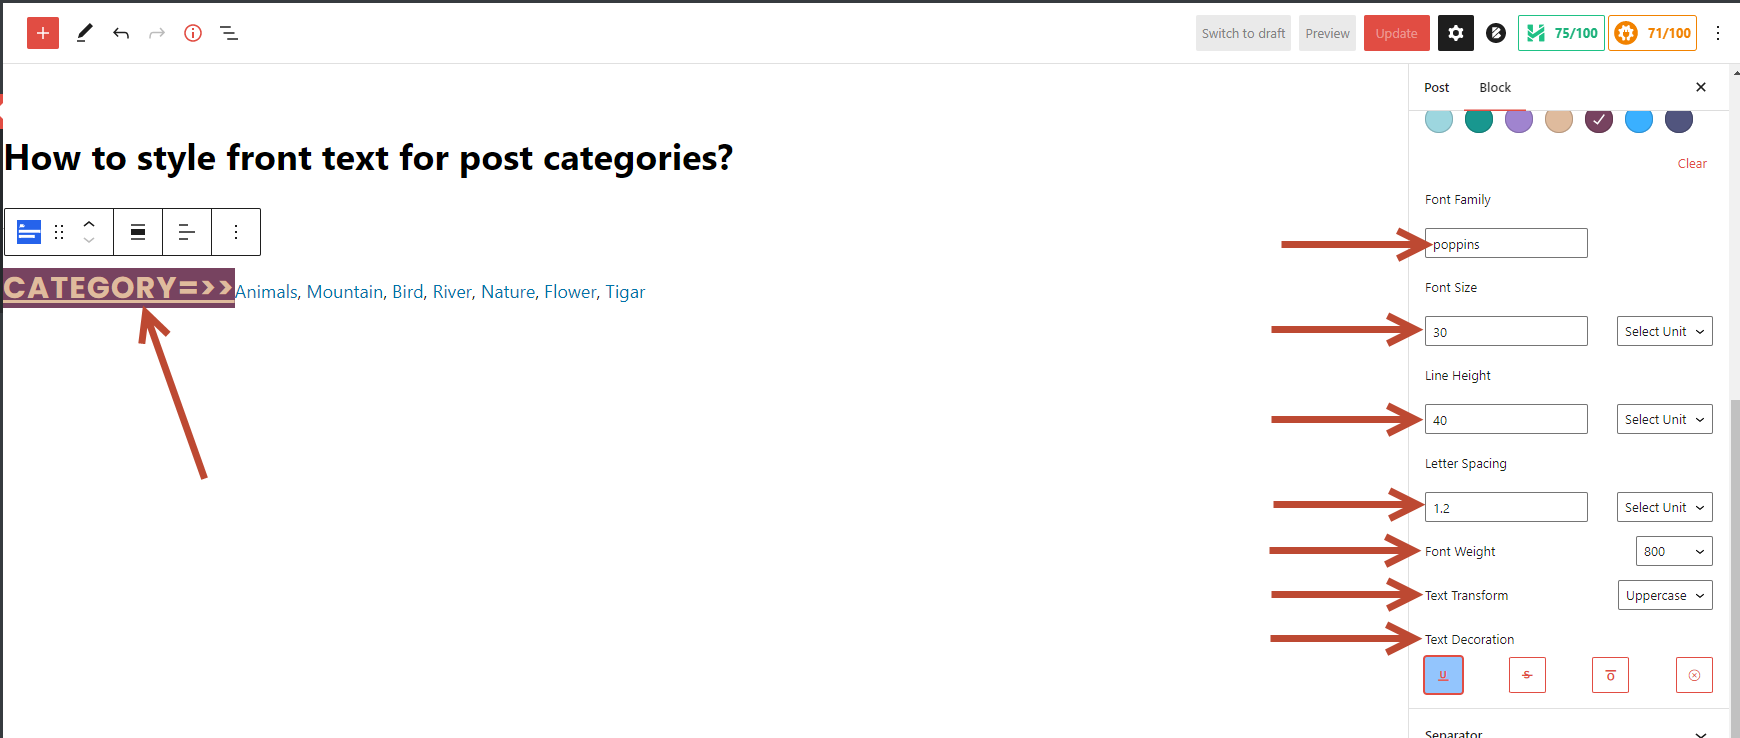 Switch to draft Preview Update 75/100 71/100
Post Block
Clear
How to style front text for post categories?
CATEGORY=>>Animals, Mountain, Bird, River, Nature, Flower, Tigar
Font Family
poppins
Font Size
30 Select Unit
Line Height
40 Select Unit
Letter Spacing
1.2 Select Unit
Font Weight 800
Text Transform Uppercase
Text Decoration
U S O
Separator